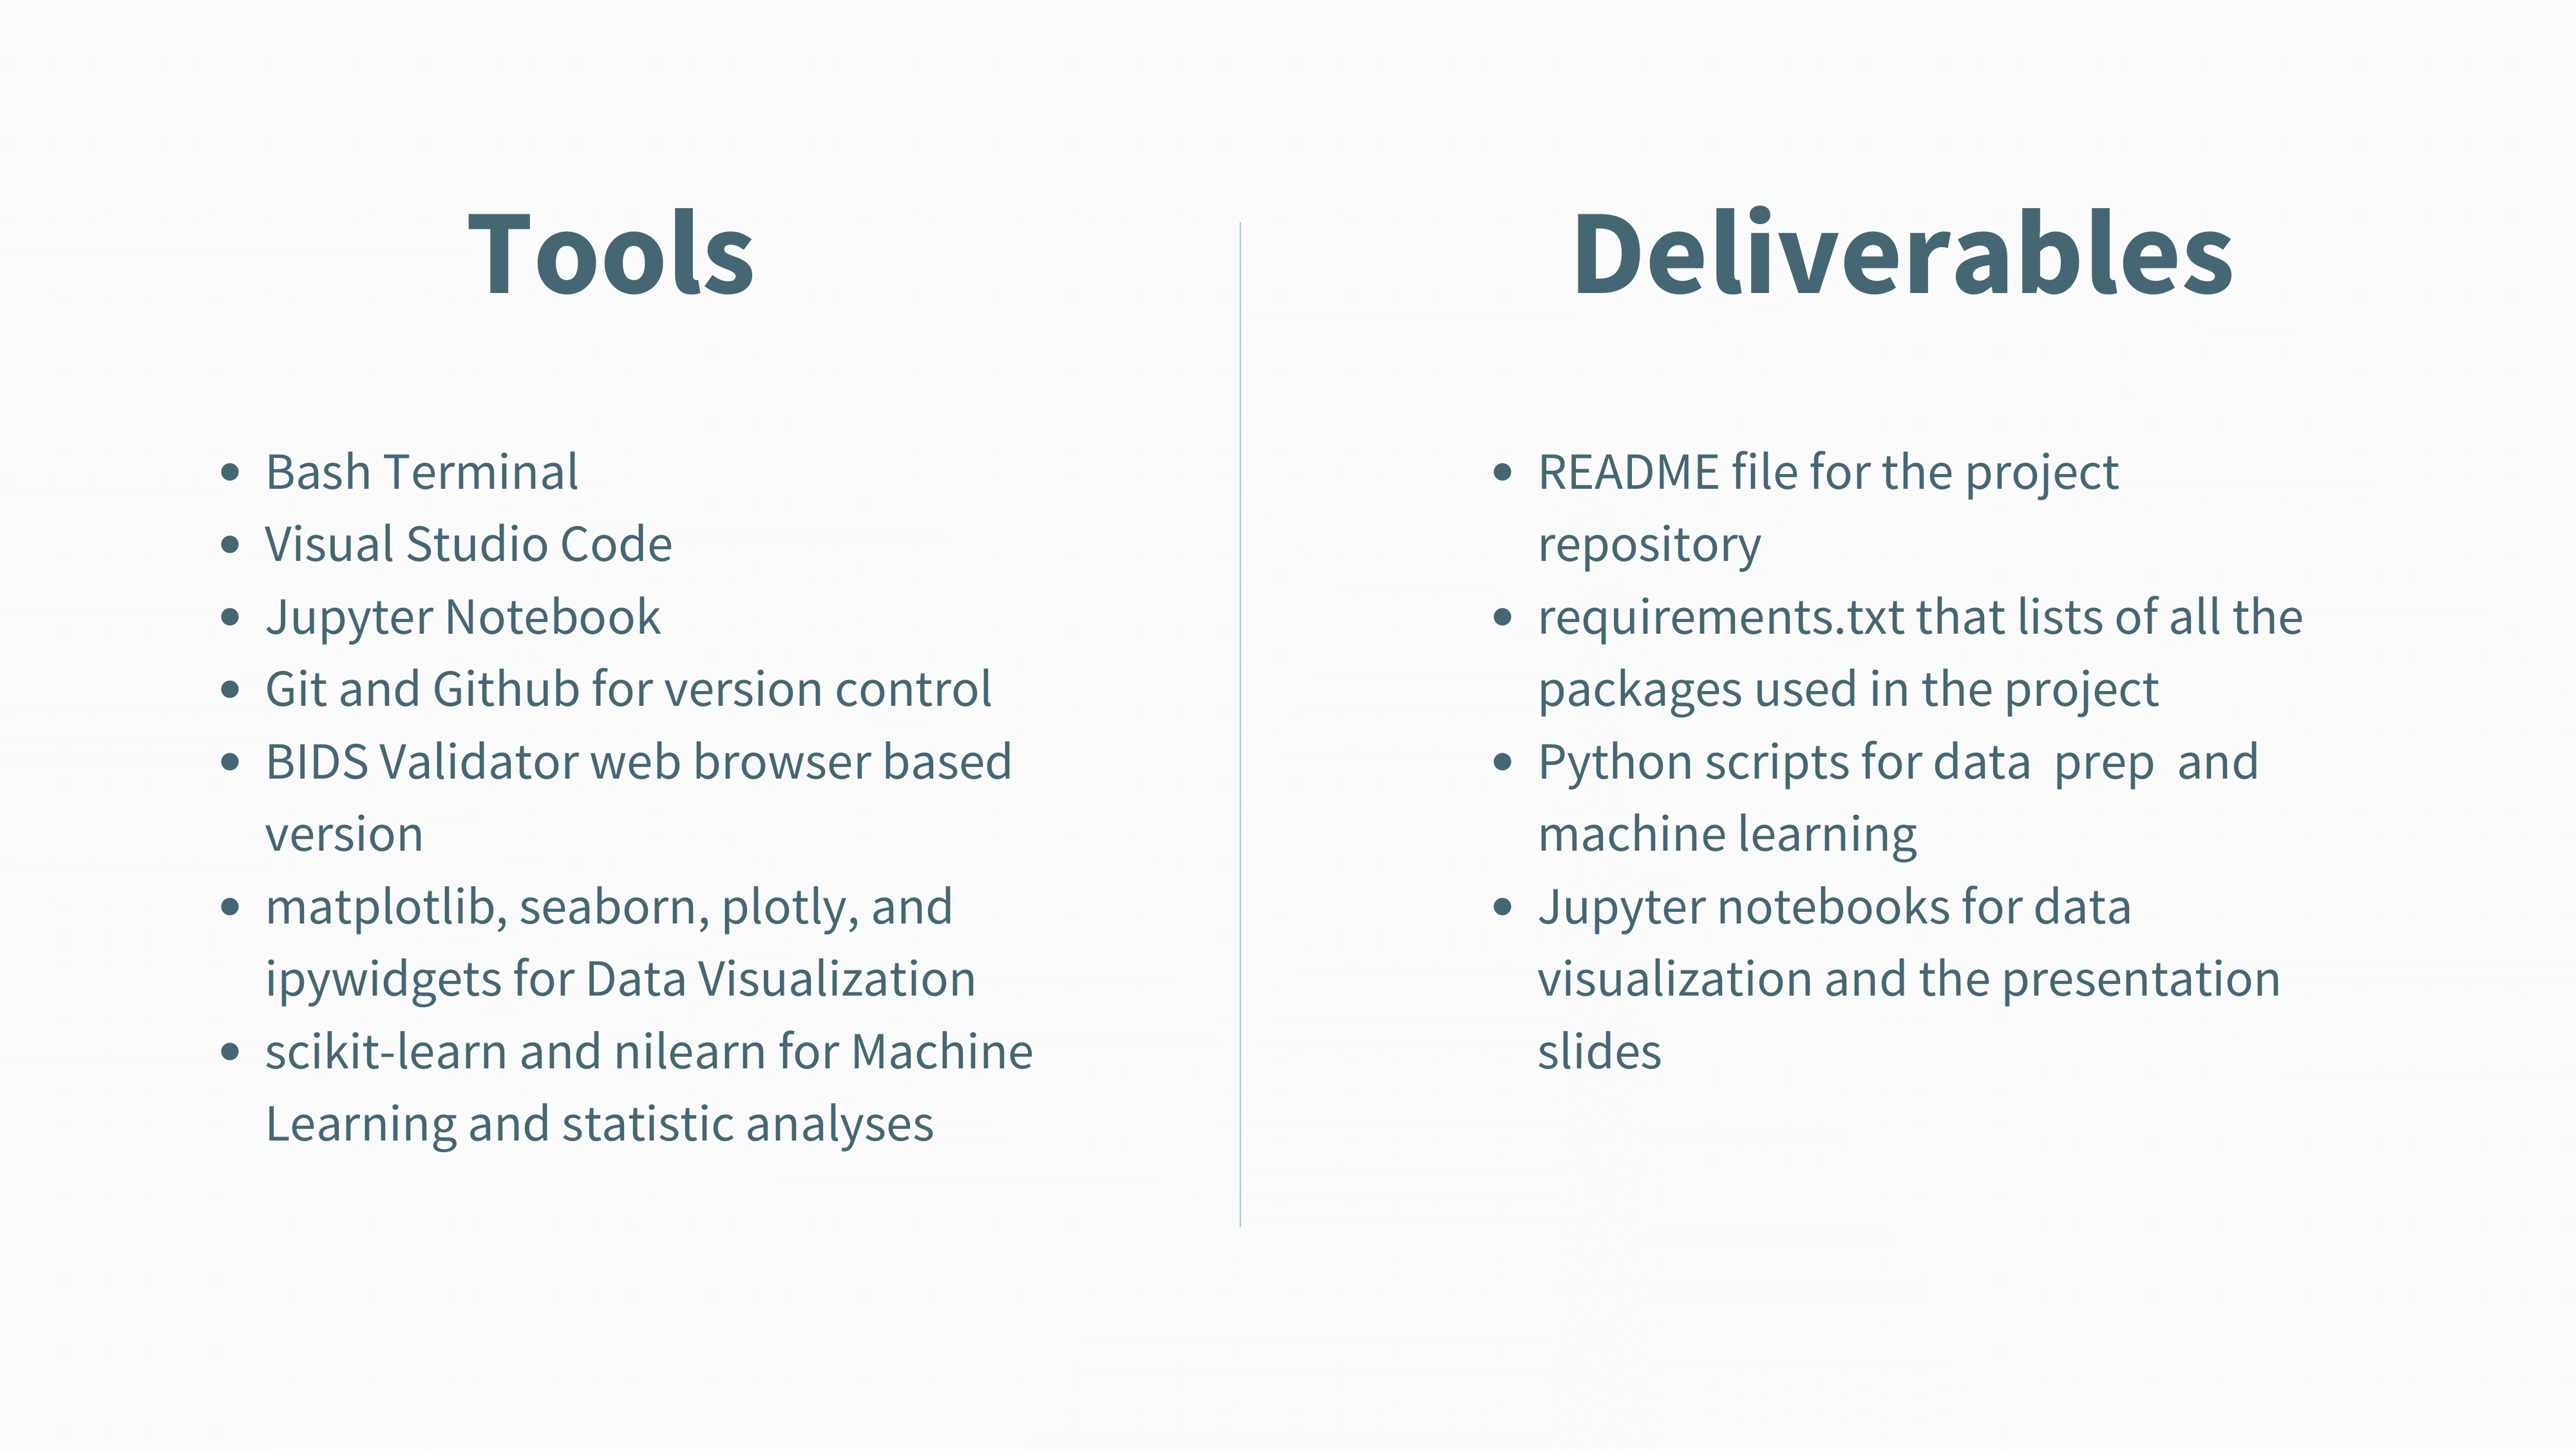 Tools
• Bash Terminal
• Visual Studio Code
• Jupyter Notebook
• Git and Github for version control
• BIDS Validator web browser based
version
• matplotlib, seaborn, plotly, and
ipywidgets for Data Visualization
• scikit-learn and nilearn for Machine
Learning and statistic analyses
Deliverables
• README file for the project
repository
• requirements.txt that lists of all the
packages used in the project
• Python scripts for data  prep  and
machine learning
• Jupyter notebooks for data
visualization and the presentation
slides